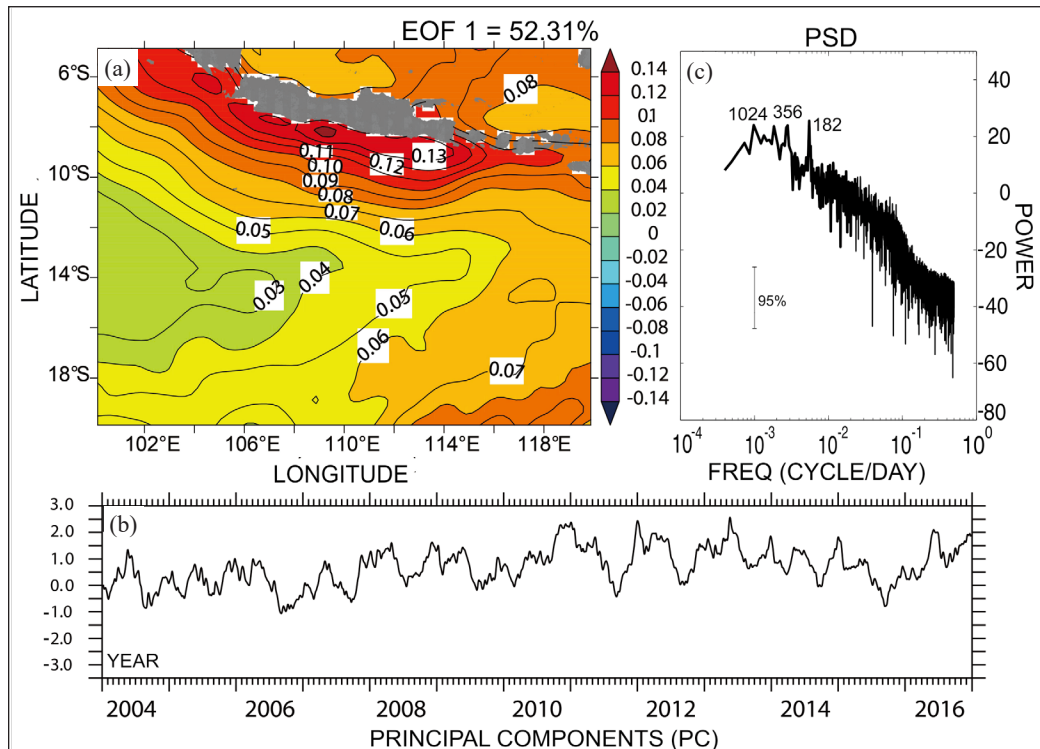 EOF 1 = 52.31%
(a)
6°S
10°S
14°S
18°S
LATITUDE
0.08
0.11
0.10
0.09
0.08
0.07
0.12
0.13
0.05
0.06
0.04
0.03
0.05
0.06
0.07
102°E 106°E 110°E 114°E 118°E
LONGITUDE
0.14
0.12
0.1
0.08
0.06
0.04
0.02
0
-0.02
-0.04
-0.06
-0.08
-0.1
-0.12
-0.14
PSD
(c)
1024 356 182
95%
40
20
0
-20
-40
-60
-80
POWER
10-4 10-3 10-2 10-1 100
FREQ (CYCLE/DAY)
(b)
3.0
2.0
1.0
0.0
-1.0
-2.0
-3.0
YEAR
2004 2006 2008 2010 2012 2014 2016
PRINCIPAL COMPONENTS (PC)